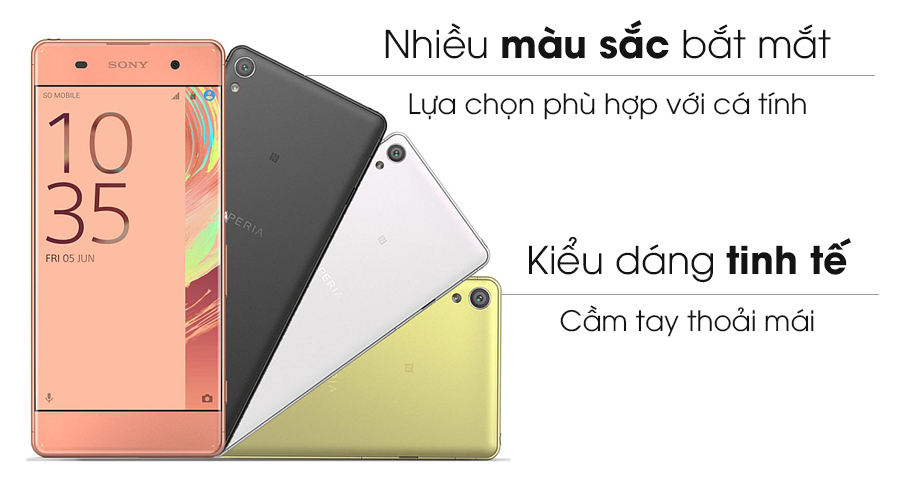 Nhiều màu sắc bắt mắt
Lựa chọn phù hợp với cá tính
SONY
SO MOBILE
10
35
FRI 05 JUN
XPERIA
XPERIA
Kiểu dáng tinh tế
Cầm tay thoải mái